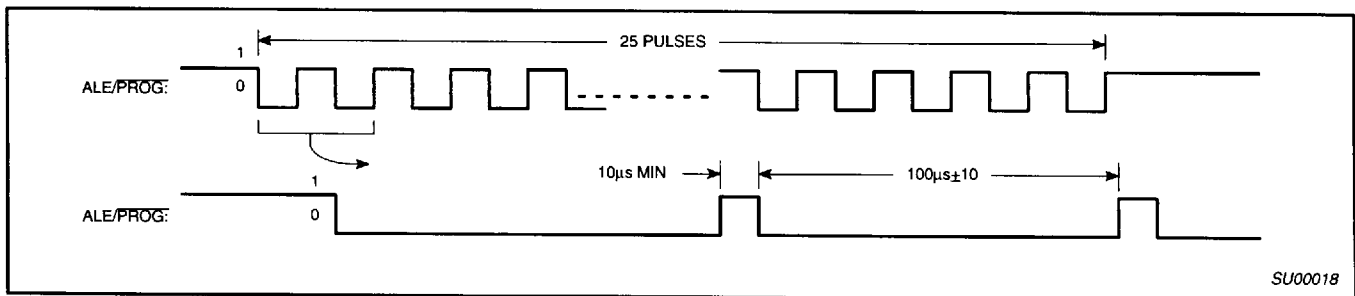 25 PULSES
1
ALE/PROG:
0
10µs MIN
100µs±10
1
ALE/PROG:
0
SU00018